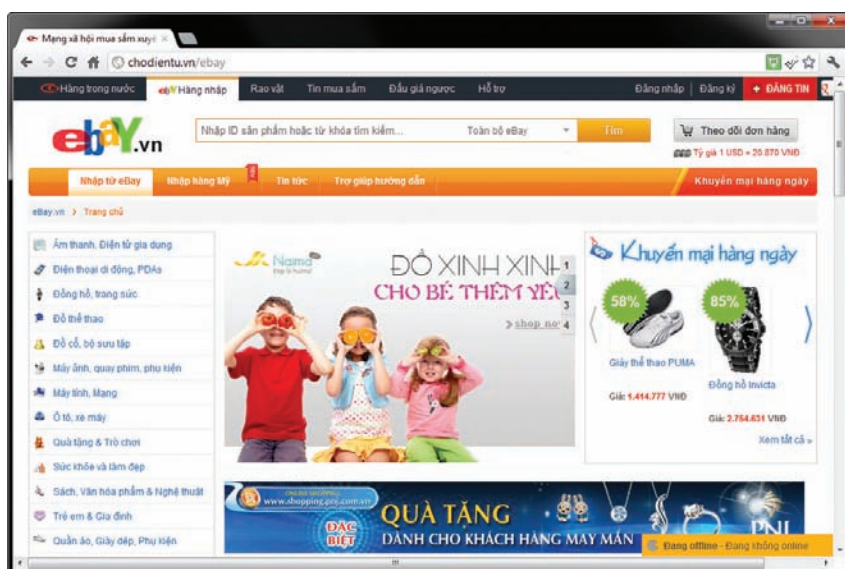 Mạng xã hội mua sắm xuyê
chodientu.vn/ebay
Hàng trong nước
ebaY Hàng nhập
Rao vặt
Tin mua sắm
Đấu giá ngược
Hỗ trợ
Đăng nhập | Đăng ký
+ ĐĂNG TIN
ebaY.vn
Nhập ID sản phẩm hoặc từ khóa tìm kiếm...
Toàn bộ eBay
Tìm
Theo dõi đơn hàng
Tỷ giá 1 USD = 20.870 VNĐ
Nhập từ eBay
Nhập hàng Mỹ
Tin tức
Trợ giúp hướng dẫn
Khuyến mại hàng ngày
eBay.vn > Trang chủ
Âm thanh, Điện tử gia dụng
Điện thoại di động, PDAs
Đồng hồ, trang sức
Đồ thể thao
Đồ cổ, bộ sưu tập
Máy ảnh, quay phim, phụ kiện
Máy tính, Mạng
Ô tô, xe máy
Quà tặng & Trò chơi
Sức khỏe và làm đẹp
Sách, Văn hóa phẩm & Nghệ thuật
Trẻ em & Gia đình
Quần áo, Giày dép, Phụ kiện
Naima
ĐỒ XINH XINH
CHO BÉ THÊM YÊU
> shop now
1
2
3
4
Khuyến mại hàng ngày
58%
85%
Giày thể thao PUMA
Giá: 1.414.777 VNĐ
Đồng hồ Invicta
Giá: 2.764.631 VNĐ
Xem tất cả »
ONLINE SHOPPING
www.shopping.pnj.com.vn
ĐẶC
BIỆT
QUÀ TẶNG
DÀNH CHO KHÁCH HÀNG MAY MẮN
PNJ
Đang offline - Đang không online